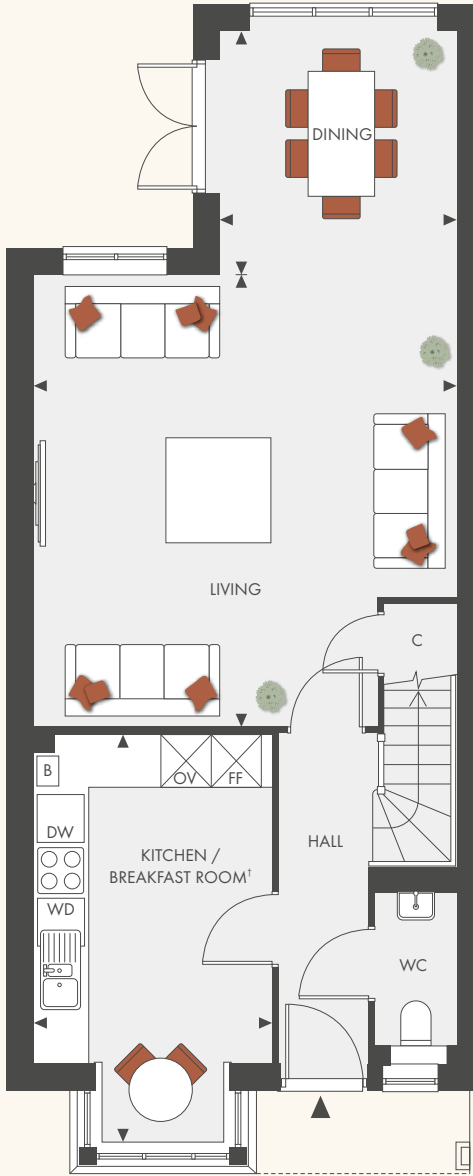 DINING
LIVING
C
B
OV FF
DW
KITCHEN /
BREAKFAST ROOM†
HALL
WD
WC